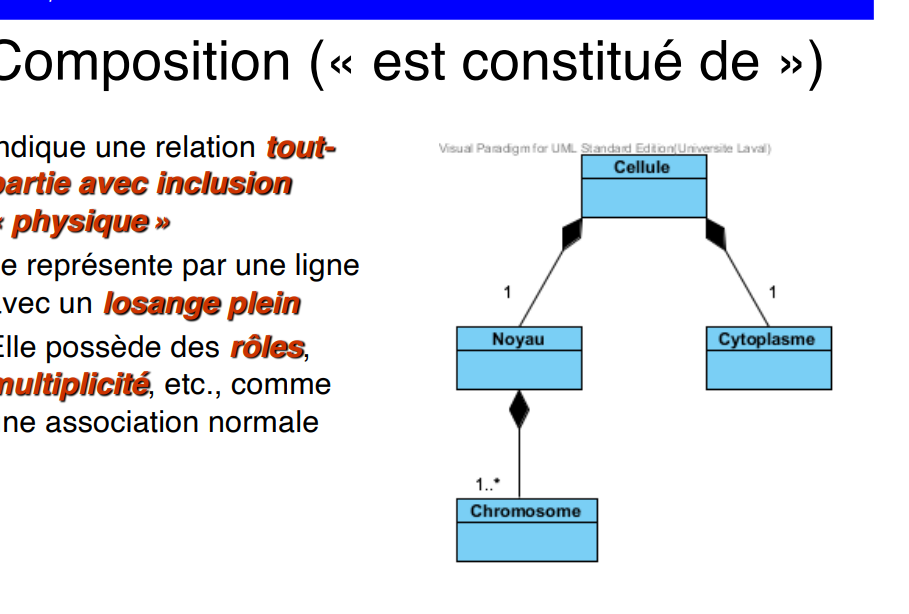 Composition (« est constitué de »)
ndique une relation tout-
partie avec inclusion
« physique »
e représente par une ligne
avec un losange plein
Elle possède des rôles,
multiplicité, etc., comme
ne association normale
Visual Paradigm for UML Standard Edition(Universite Laval)
Cellule
1
1
Noyau
Cytoplasme
1..*
Chromosome